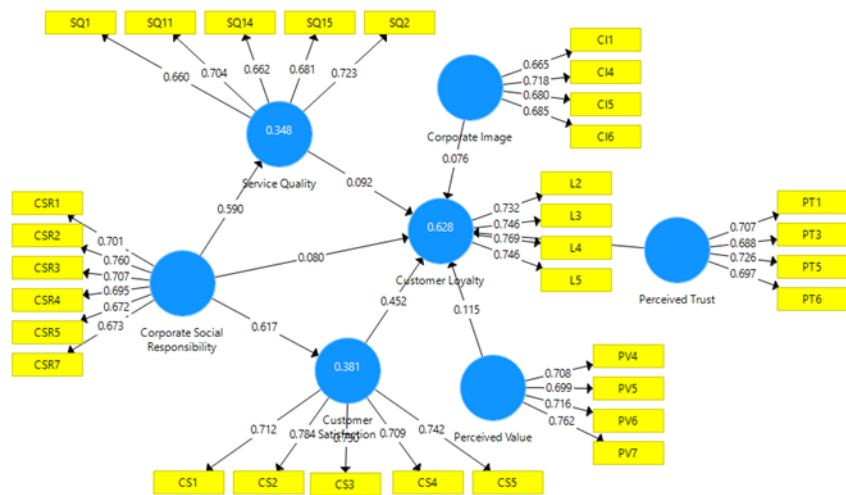 SQ1 SQ11 SQ14 SQ15 SQ2
0.660 0.704 0.662 0.681 0.723
0.348
Service Quality
CI1
CI4
CI5
CI6
0.665
0.718
0.680
0.685
Corporate Image
0.076
0.092
0.590
CSR1
CSR2
CSR3
CSR4
CSR5
CSR7
0.701
0.760
0.707
0.695
0.672
0.673
Corporate Social
Responsibility
0.080
0.617
0.628
Customer Loyalty
L2
L3
L4
L5
0.732
0.746
0.769
0.746
PT1
PT3
PT5
PT6
0.707
0.688
0.726
0.697
Perceived Trust
0.452
0.115
0.381
Customer
Satisfaction
PV4
PV5
PV6
PV7
0.708
0.699
0.716
0.762
Perceived Value
0.712 0.784 0.709 0.742
CS1 CS2 CS3 CS4 CS5